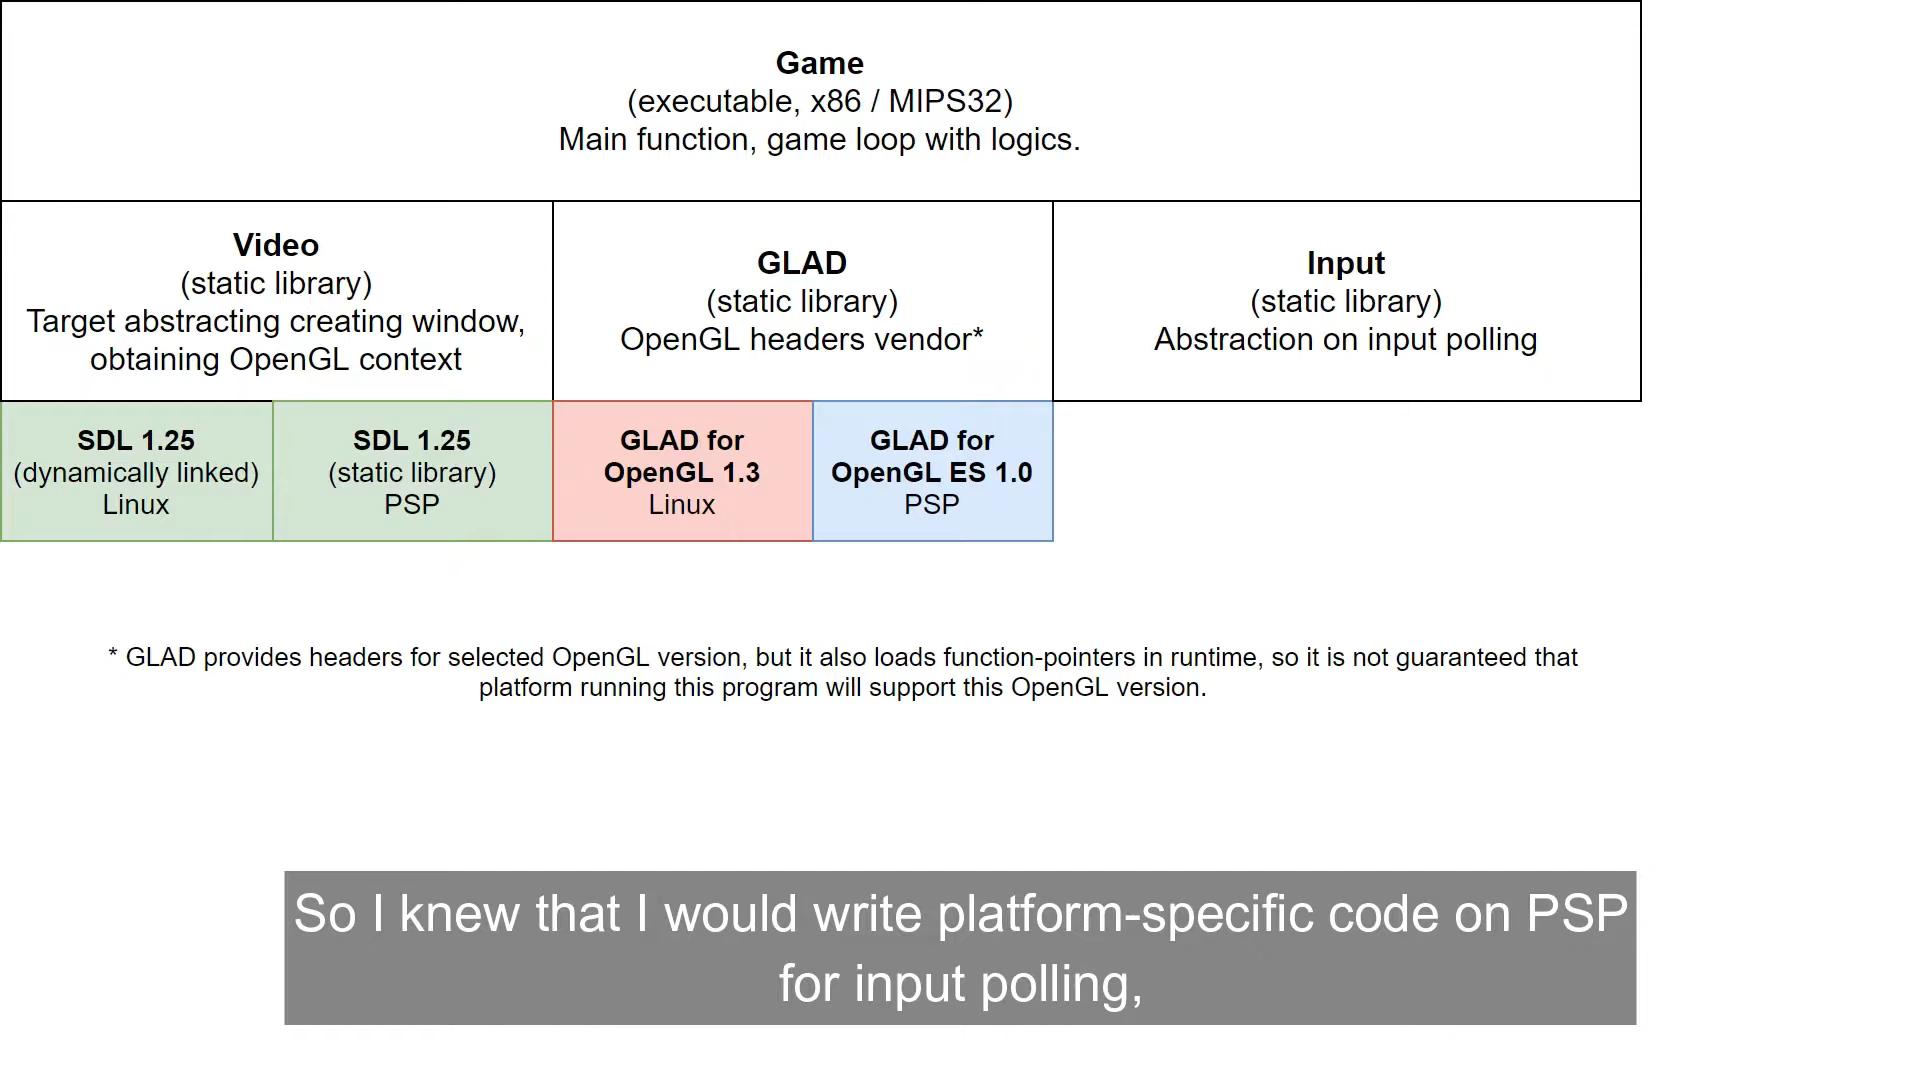 Game
(executable, x86 / MIPS32)
Main function, game loop with logics.
Video
(static library)
Target abstracting creating window,
obtaining OpenGL context
GLAD
(static library)
OpenGL headers vendor*
Input
(static library)
Abstraction on input polling
SDL 1.25
(dynamically linked)
Linux
SDL 1.25
(static library)
PSP
GLAD for
OpenGL 1.3
Linux
GLAD for
OpenGL ES 1.0
PSP
* GLAD provides headers for selected OpenGL version, but it also loads function-pointers in runtime, so it is not guaranteed that
platform running this program will support this OpenGL version.
So I knew that I would write platform-specific code on PSP
for input polling,